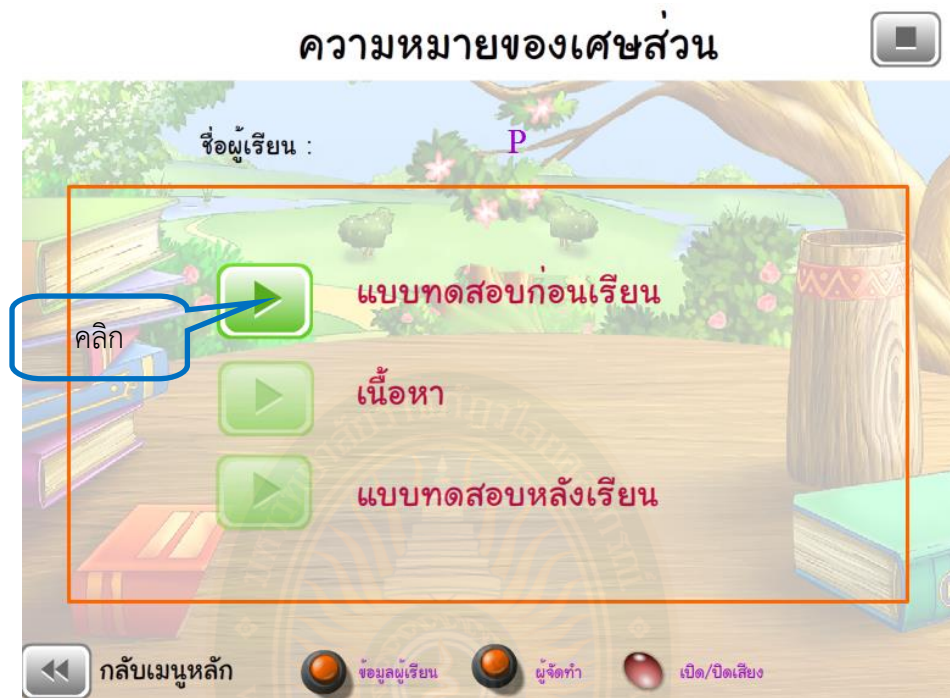 ความหมายของเศษส่วน
ชื่อผู้เรียน : P
แบบทดสอบก่อนเรียน
คลิก
เนื้อหา
แบบทดสอบหลังเรียน
กลับเมนูหลัก ข้อมูลผู้เรียน ผู้จัดทำ เปิด/ปิดเสียง